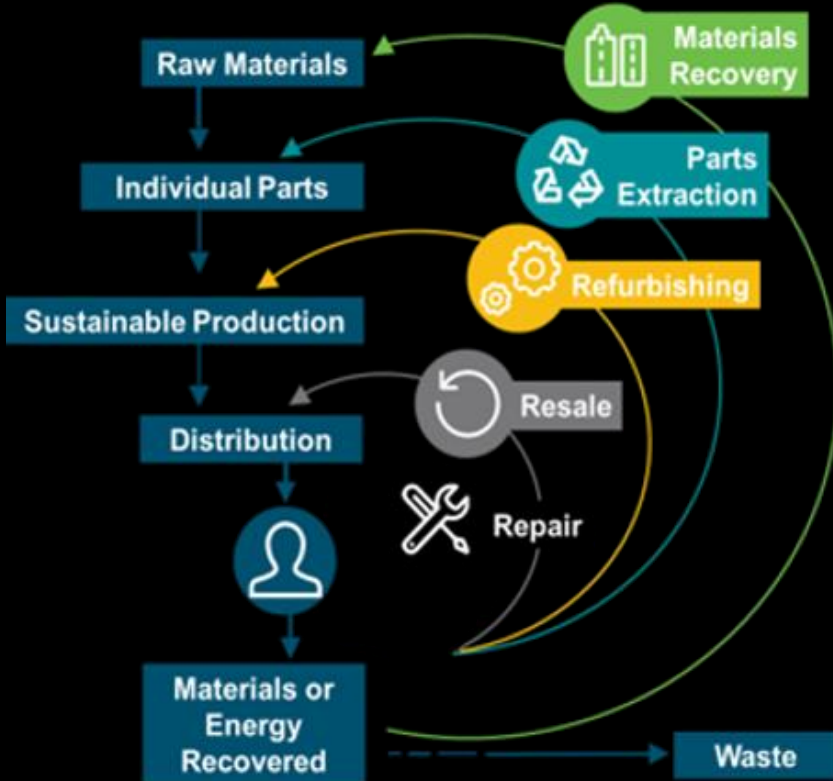 Materials
Recovery
Raw Materials
Parts
Extraction
Individual Parts
Refurbishing
Sustainable Production
Resale
Distribution
Repair
Materials or
Energy
Recovered
Waste